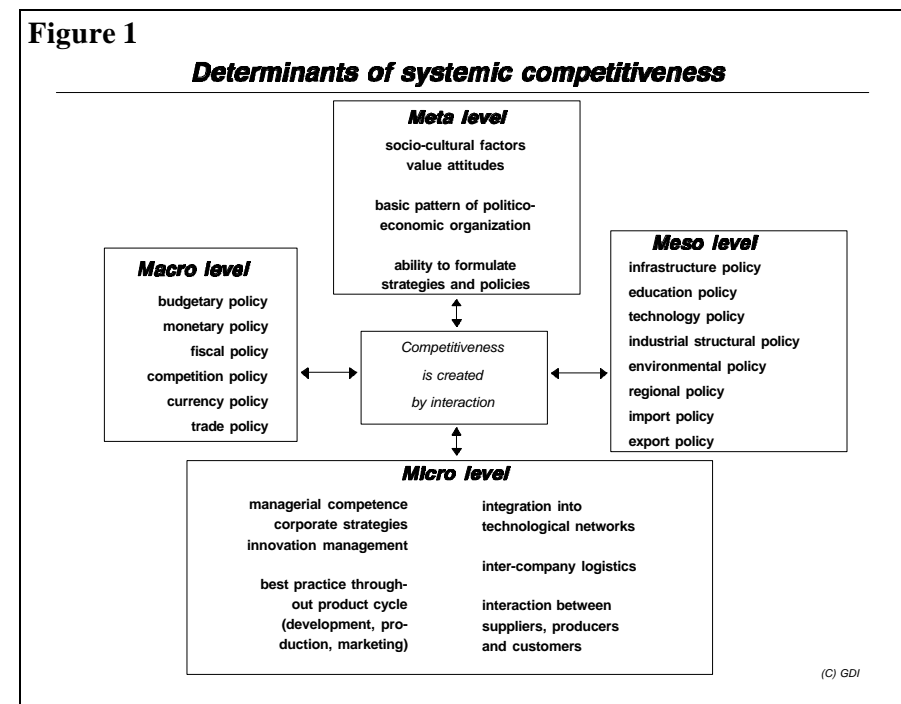 Figure 1
Determinants of systemic competitiveness
Meta level
socio-cultural factors
value attitudes
basic pattern of politico-
economic organization
ability to formulate
strategies and policies
Macro level
budgetary policy
monetary policy
fiscal policy
competition policy
currency policy
trade policy
Competitiveness
is created
by interaction
Meso level
infrastructure policy
education policy
technology policy
industrial structural policy
environmental policy
regional policy
import policy
export policy
Micro level
managerial competence
corporate strategies
innovation management
best practice through-
out product cycle
(development, pro-
duction, marketing)
integration into
technological networks
inter-company logistics
interaction between
suppliers, producers
and customers
(C) GDI